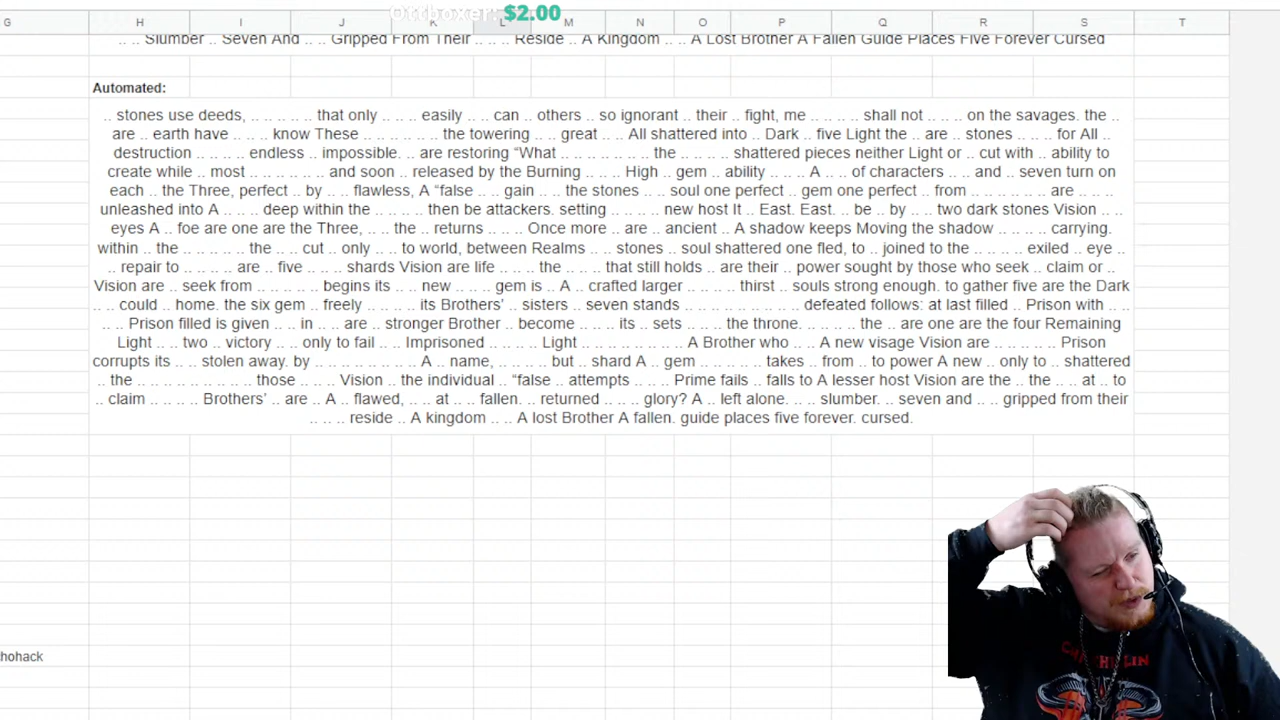 Ottboxer: $2.00
G H I J K L M N O P Q R S T
.. .. Slumber .. Seven And .. .. Gripped From Their .. .. .. Reside .. A Kingdom .. .. A Lost Brother A Fallen Guide Places Five Forever Cursed
Automated:
.. stones use deeds, .. .. .. .. .. that only .. .. .. easily .. .. can .. others .. so ignorant .. their .. fight, me .. .. .. .. shall not .. .. on the savages. the ..
are .. earth have .. .. .. know These .. .. .. .. .. the towering .. .. great .. .. All shattered into .. Dark .. five Light the .. are .. stones .. .. for All ..
destruction .. .. .. .. endless .. impossible. .. are restoring “What .. .. .. .. .. .. the .. .. .. .. shattered pieces neither Light or .. cut with .. ability to
create while .. most .. .. .. .. .. and soon .. released by the Burning .. .. High .. gem .. ability .. .. A .. .. of characters .. .. and .. seven turn on
each .. the Three, perfect .. by .. flawless, A “false .. .. gain .. .. the stones .. .. soul one perfect .. gem one perfect .. from .. .. .. .. are .. ..
unleashed into A .. .. .. deep within the .. .. .. .. then be attackers. setting .. .. .. .. new host It .. East. East. .. be .. by .. .. two dark stones Vision .. ..
eyes A .. foe are one are the Three, .. .. the .. returns .. .. Once more .. are .. ancient .. A shadow keeps Moving the shadow .. .. .. .. carrying.
within .. the .. .. .. .. the .. cut .. only .. .. to world, between Realms .. .. stones .. soul shattered one fled, to .. joined to the .. .. .. exiled .. eye ..
.. repair to .. .. .. .. are .. five .. .. shards Vision are life .. .. .. the .. .. .. that still holds .. are their .. power sought by those who seek .. claim or ..
Vision are .. seek from .. .. .. .. begins its .. new .. .. gem is .. A .. crafted larger .. .. .. thirst .. souls strong enough. to gather five are the Dark
.. .. could .. home. the six gem .. freely .. .. .. its Brothers’ .. sisters .. seven stands .. .. .. .. .. .. .. .. .. defeated follows: at last filled .. Prison with .. ..
.. .. Prison filled is given .. .. in .. .. are .. stronger Brother .. become .. .. .. its .. sets .. .. the throne. .. .. .. the .. are one are the four Remaining
Light .. .. two .. victory .. .. only to fail .. .. Imprisoned .. .. .. Light .. .. .. .. .. .. .. A Brother who .. .. A new visage Vision are .. .. .. .. Prison
corrupts its .. .. stolen away. by .. .. .. .. .. .. .. A .. name, .. .. .. but .. shard A .. gem .. .. .. .. takes .. from .. to power A new .. only to .. shattered
.. the .. .. .. .. .. .. .. .. those .. .. Vision .. the individual .. “false .. attempts .. .. Prime fails .. falls to A lesser host Vision are the .. the .. .. at .. to
.. claim .. .. .. .. Brothers’ .. are .. A .. flawed, .. .. at .. fallen. .. returned .. .. glory? A .. left alone. .. .. slumber. .. seven and .. .. gripped from their
.. .. .. reside .. A kingdom .. .. A lost Brother A fallen. guide places five forever. cursed.
hohack